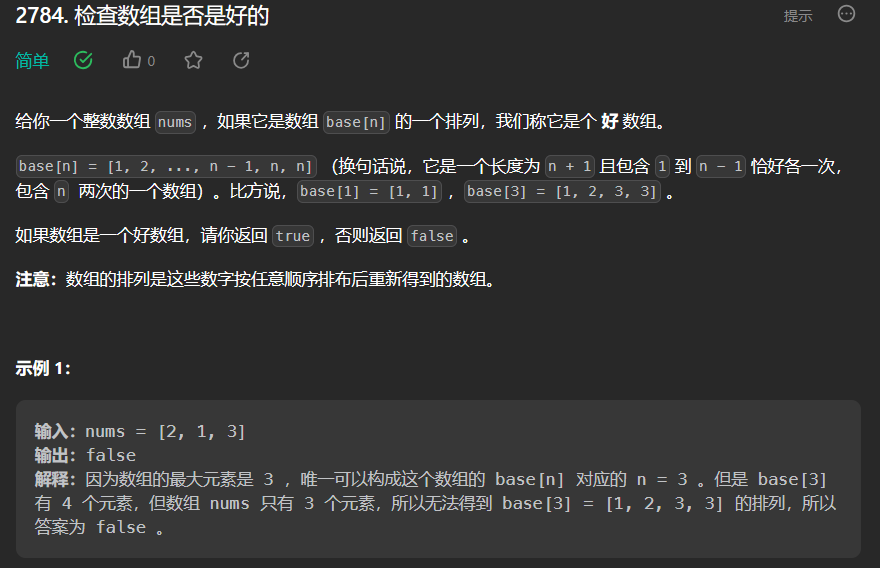 2784. 检查数组是否是好的
提示
简单
0
给你一个整数数组 nums ，如果它是数组 base[n] 的一个排列，我们称它是个 好 数组。
base[n] = [1, 2, ..., n - 1, n, n] （换句话说，它是一个长度为 n + 1 且包含 1 到 n - 1 恰好各一次，
包含 n 两次的一个数组）。比方说，base[1] = [1, 1] ，base[3] = [1, 2, 3, 3] 。
如果数组是一个好数组，请你返回 true ，否则返回 false 。
注意：数组的排列是这些数字按任意顺序排布后重新得到的数组。
示例 1：
输入：nums = [2, 1, 3]
输出：false
解释：因为数组的最大元素是 3 ，唯一可以构成这个数组的 base[n] 对应的 n = 3 。但是 base[3]
有 4 个元素，但数组 nums 只有 3 个元素，所以无法得到 base[3] = [1, 2, 3, 3] 的排列，所以
答案为 false 。